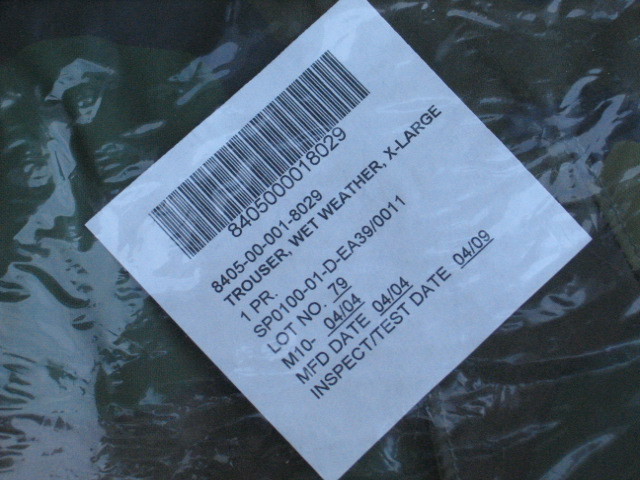 8405000018029
8405-00-001-8029
TROUSER, WET WEATHER, X-LARGE
1 PR.
SP0100-01-D-EA39/0011
LOT NO. 79
M10- 04/04
MFD DATE 04/04
INSPECT/TEST DATE 04/09